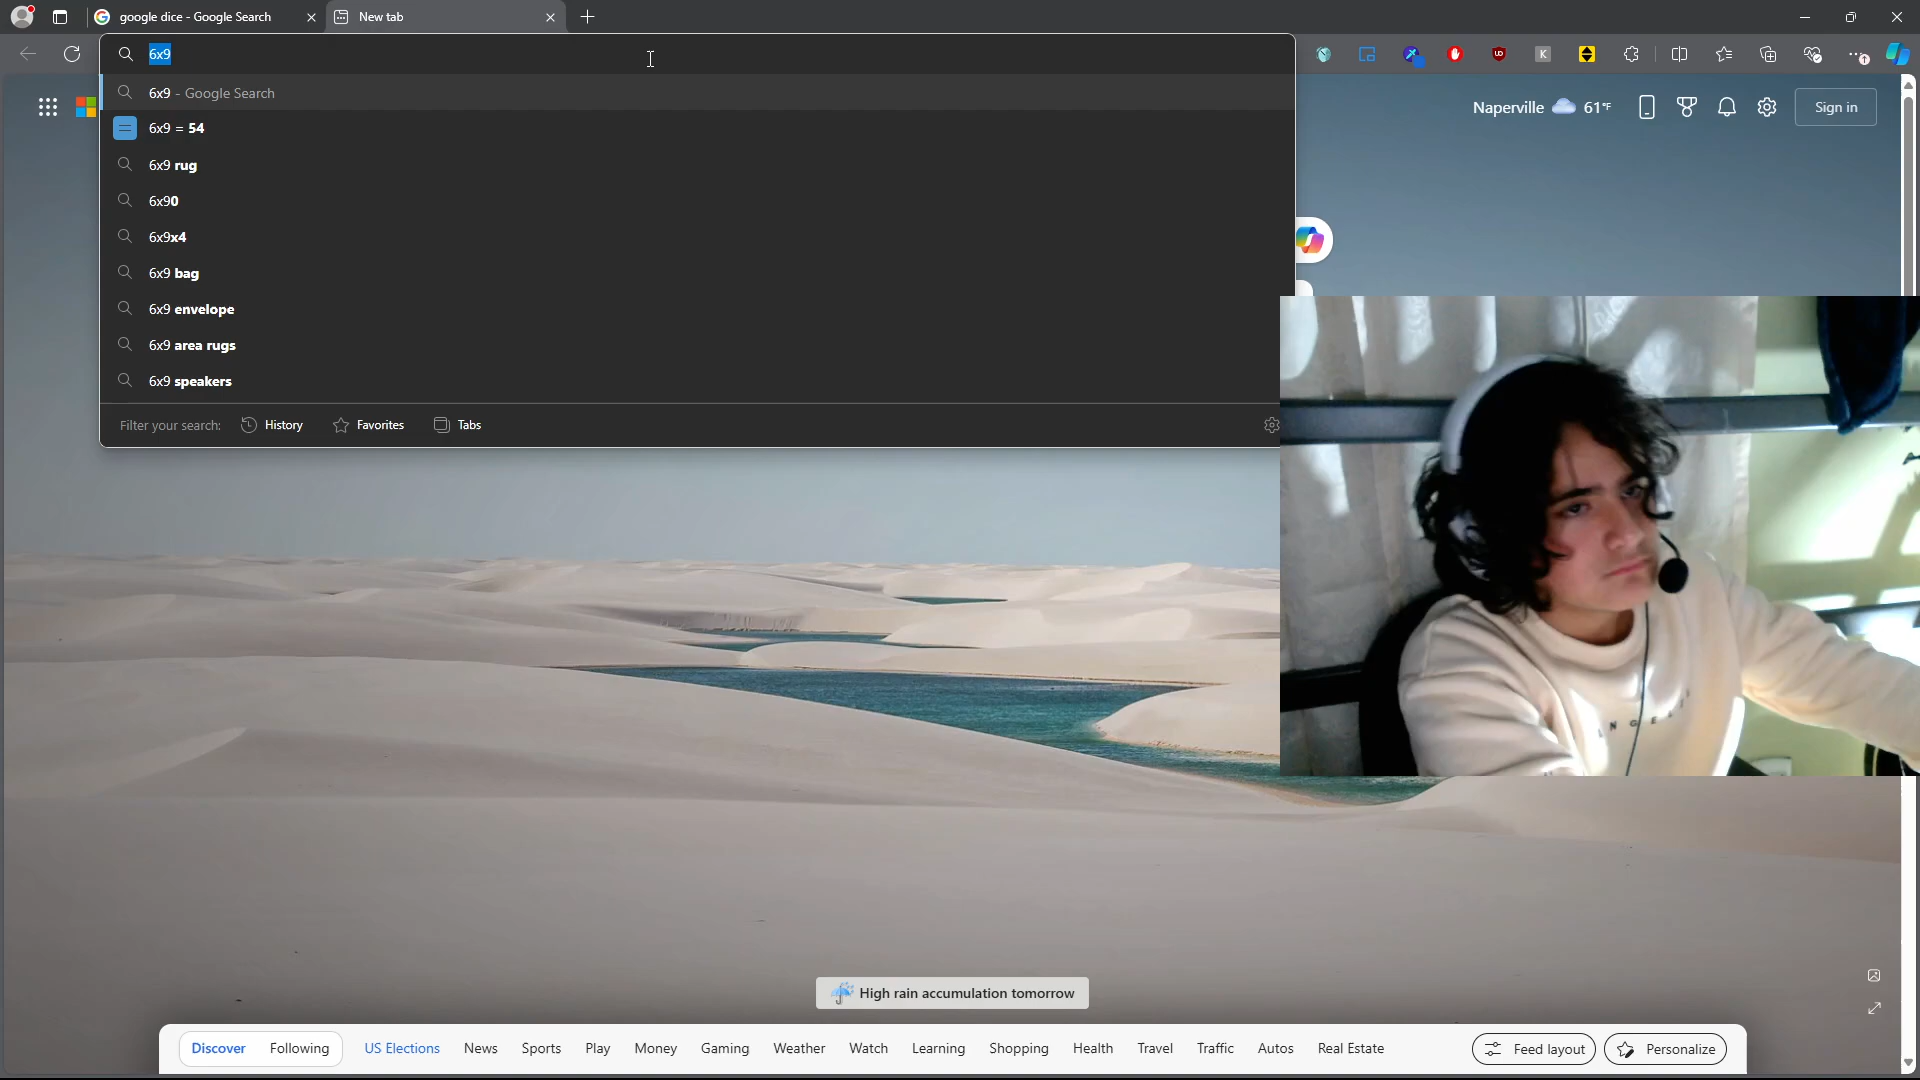 google dice - Google Search
New tab
6x9
6x9 - Google Search
6x9 = 54
6x9 rug
6x90
6x9x4
6x9 bag
6x9 envelope
6x9 area rugs
6x9 speakers
Filter your search:
History
Favorites
Tabs
Naperville
61°F
Sign in
High rain accumulation tomorrow
Discover
Following
US Elections
News
Sports
Play
Money
Gaming
Weather
Watch
Learning
Shopping
Health
Travel
Traffic
Autos
Real Estate
Feed layout
Personalize